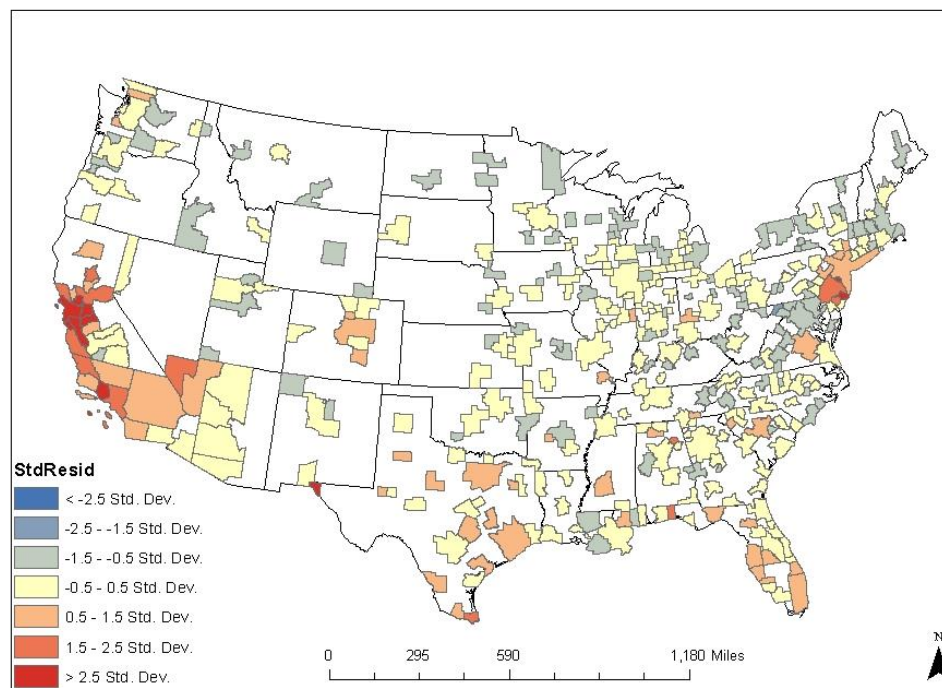 StdResid
< -2.5 Std. Dev.
-2.5 - -1.5 Std. Dev.
-1.5 - -0.5 Std. Dev.
-0.5 - 0.5 Std. Dev.
0.5 - 1.5 Std. Dev.
1.5 - 2.5 Std. Dev.
> 2.5 Std. Dev.
0 295 590 1,180 Miles
N